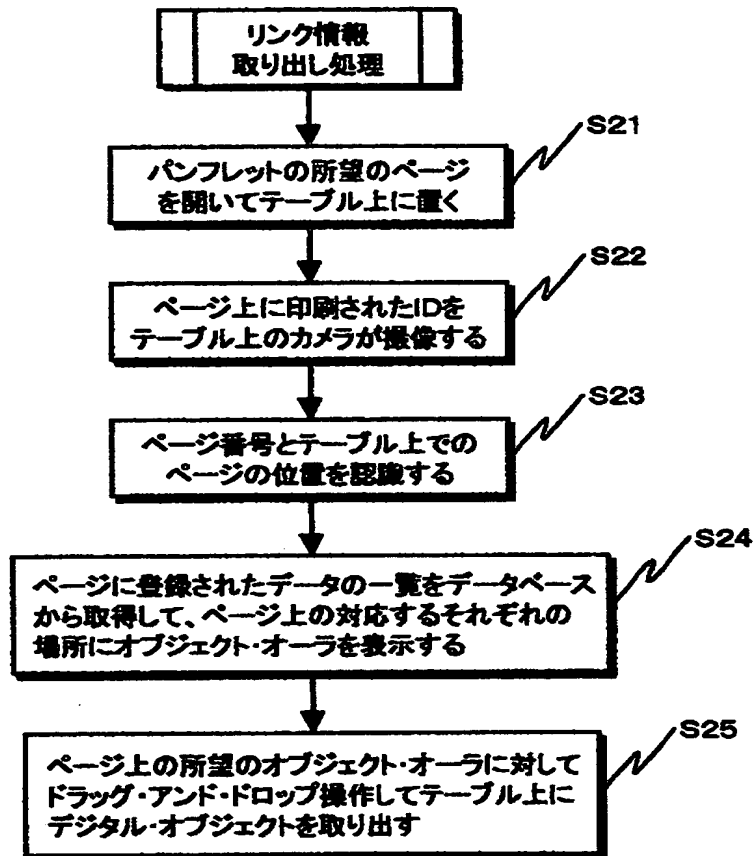 リンク情報
取り出し処理
S21
パンフレットの所望のページ
を開いてテーブル上に置く
S22
ページ上に印刷されたIDを
テーブル上のカメラが撮像する
S23
ページ番号とテーブル上での
ページの位置を認識する
S24
ページに登録されたデータの一覧をデータベース
から取得して、ページ上の対応するそれぞれの
場所にオブジェクト・オーラを表示する
S25
ページ上の所望のオブジェクト・オーラに対して
ドラッグ・アンド・ドロップ操作してテーブル上に
デジタル・オブジェクトを取り出す